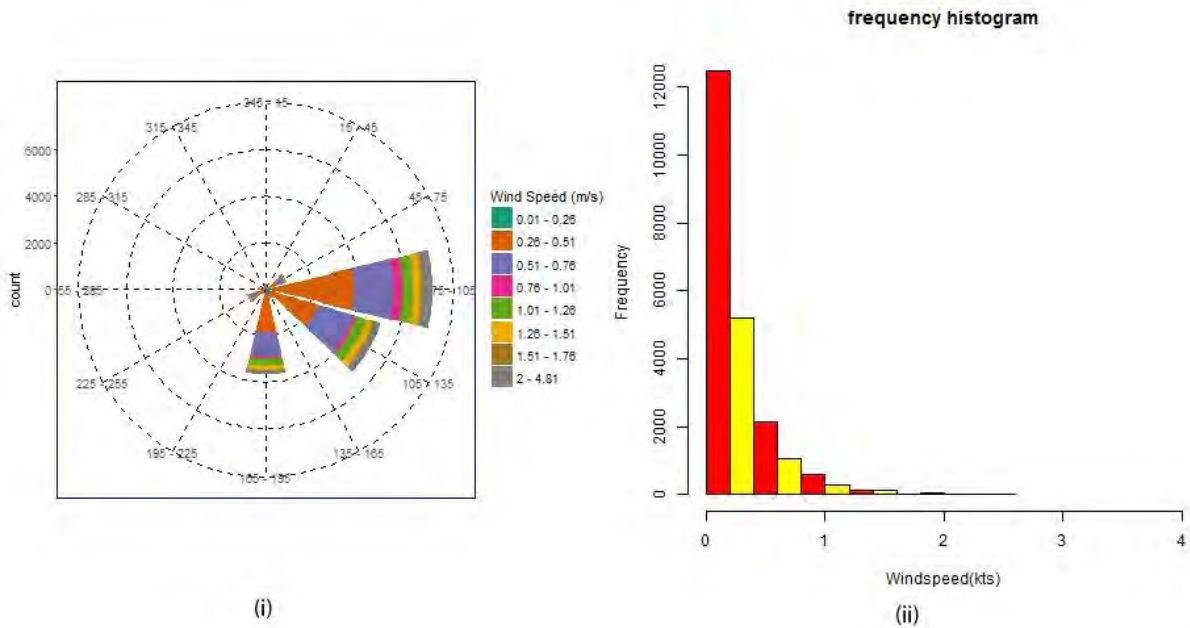 frequency histogram
345 - 15
315 - 345
15 - 45
6000
4000
2000
0
count
285 - 315
45 - 75
285
75 - 105
225 - 255
105 - 135
195 - 225
135 - 165
165 - 195
Wind Speed (m/s)
0.01 - 0.26
0.26 - 0.51
0.51 - 0.76
0.76 - 1.01
1.01 - 1.26
1.26 - 1.51
1.51 - 1.76
2 - 4.81
(i)
12000
10000
8000
6000
4000
2000
0
Frequency
0
1
2
3
4
Windspeed(kts)
(ii)